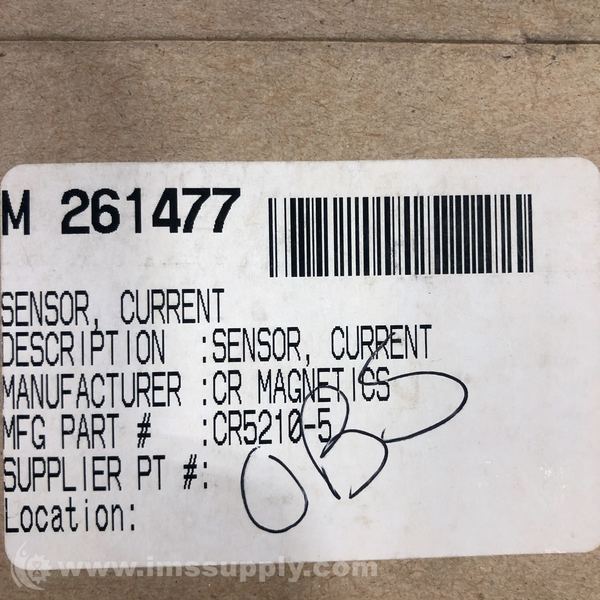 M 261477
SENSOR, CURRENT
DESCRIPTION :SENSOR, CURRENT
MANUFACTURER :CR MAGNETICS
MFG PART # :CR5210-5
SUPPLIER PT #:
Location:
OBS
www.imssupply.com